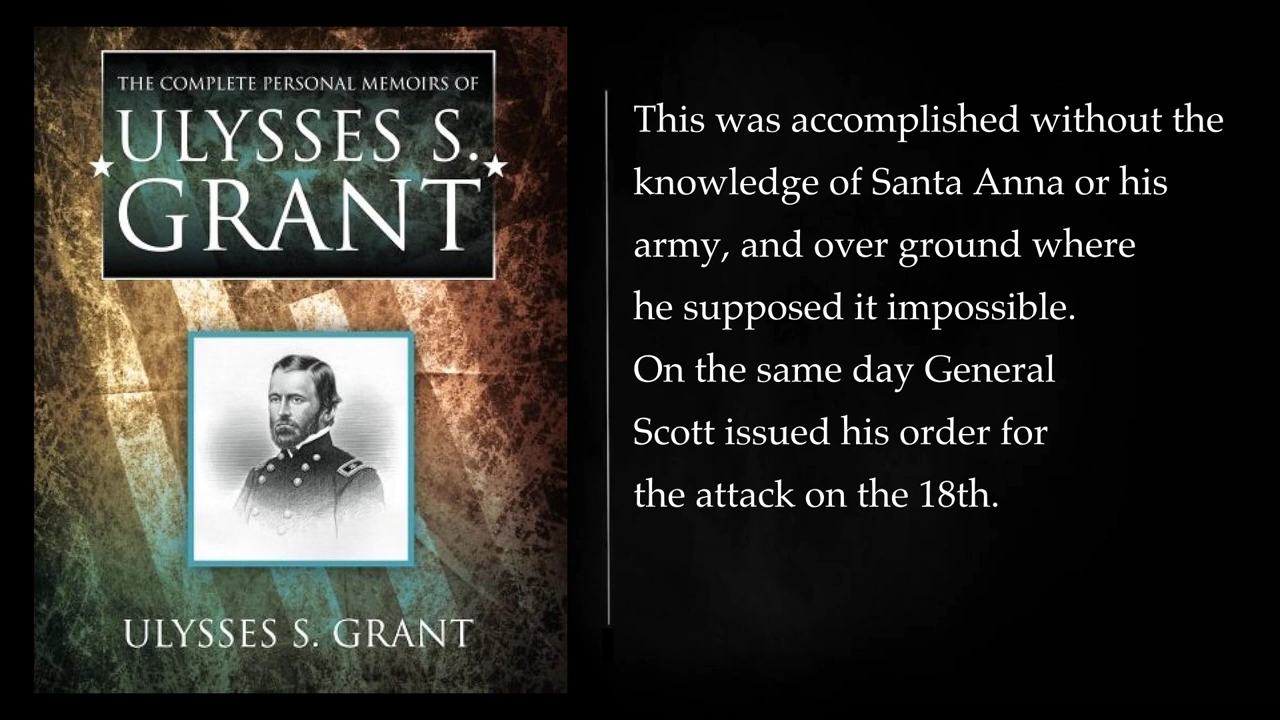 THE COMPLETE PERSONAL MEMOIRS OF
ULYSSES S.
GRANT
ULYSSES S. GRANT
This was accomplished without the
knowledge of Santa Anna or his
army, and over ground where
he supposed it impossible.
On the same day General
Scott issued his order for
the attack on the 18th.